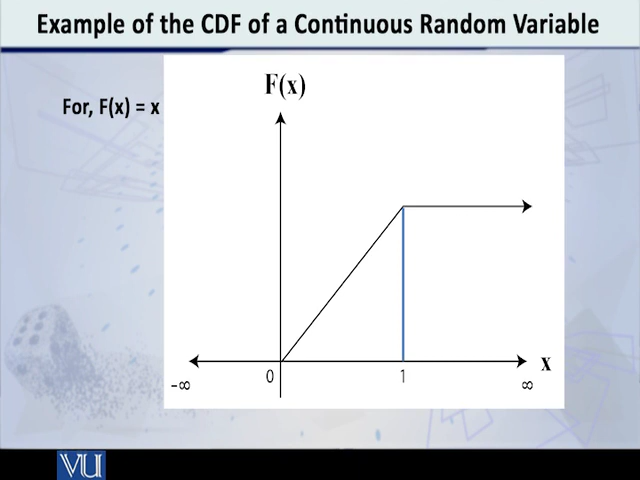 Example of the CDF of a Continuous Random Variable
F(x)
For, F(x) = x
x
0
1
-∞
∞
VU